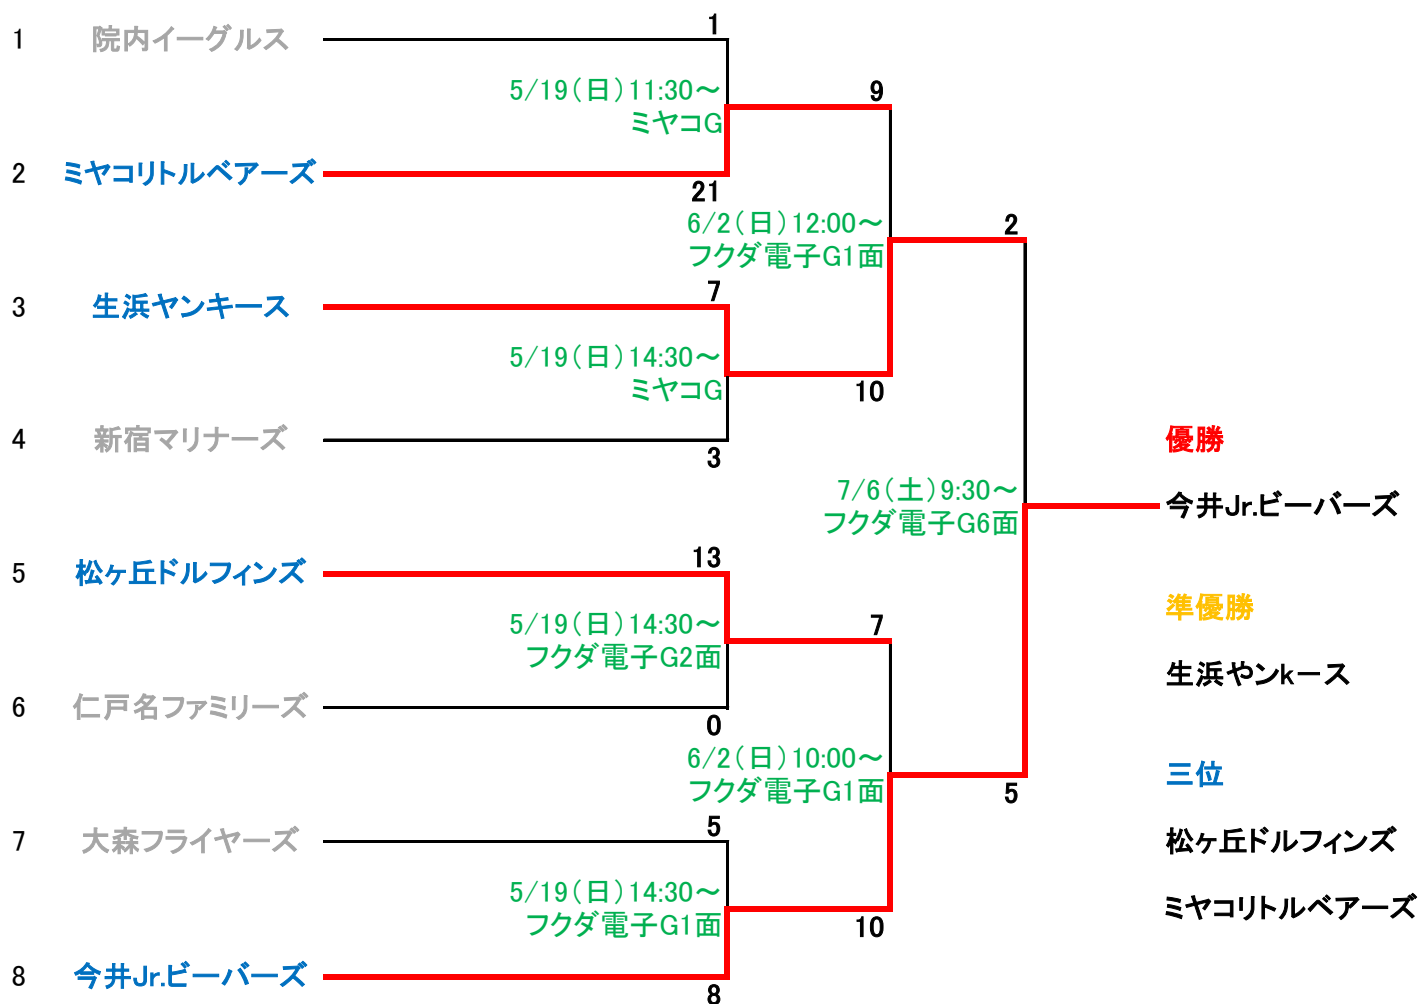 1 院内イーグルス 1
5/19(日)11:30～
ミヤコG
9
2 ミヤコリトルベアーズ 21
6/2(日)12:00～
フクダ電子G1面
2
3 生浜ヤンキース 7
5/19(日)14:30～
ミヤコG
10
4 新宿マリナーズ 3
優勝
7/6(土)9:30～
フクダ電子G6面
今井Jr.ビーバーズ
5 松ヶ丘ドルフィンズ 13
5/19(日)14:30～
フクダ電子G2面
7
準優勝
生浜やンkース
6 仁戸名ファミリーズ 0
6/2(日)10:00～
フクダ電子G1面
5
三位
7 大森フライヤーズ 5
松ヶ丘ドルフィンズ
5/19(日)14:30～
フクダ電子G1面
10
ミヤコリトルベアーズ
8 今井Jr.ビーバーズ 8